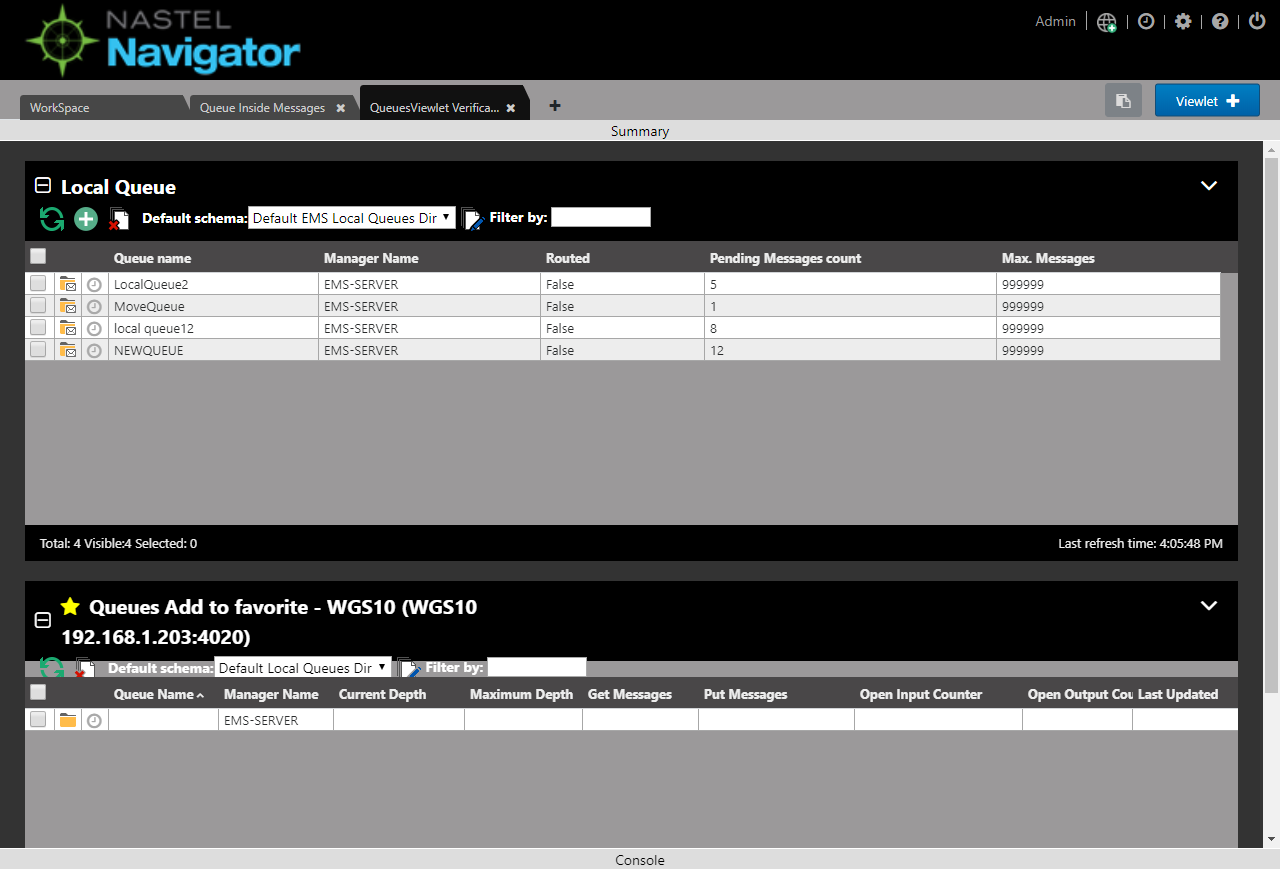 NASTEL
Navigator
Admin
WorkSpace
Queue Inside Messages
QueuesViewlet Verifica...
Viewlet
Summary
Local Queue
Default schema: Default EMS Local Queues Dir Filter by:
Queue name Manager Name Routed Pending Messages count Max. Messages
LocalQueue2 EMS-SERVER False 5 999999
MoveQueue EMS-SERVER False 1 999999
local queue12 EMS-SERVER False 8 999999
NEWQUEUE EMS-SERVER False 12 999999
Total: 4 Visible:4 Selected: 0 Last refresh time: 4:05:48 PM
Queues Add to favorite - WGS10 (WGS10
192.168.1.203:4020)
Default schema: Default Local Queues Dir Filter by:
Queue Name Manager Name Current Depth Maximum Depth Get Messages Put Messages Open Input Counter Open Output Cou Last Updated
EMS-SERVER
Console